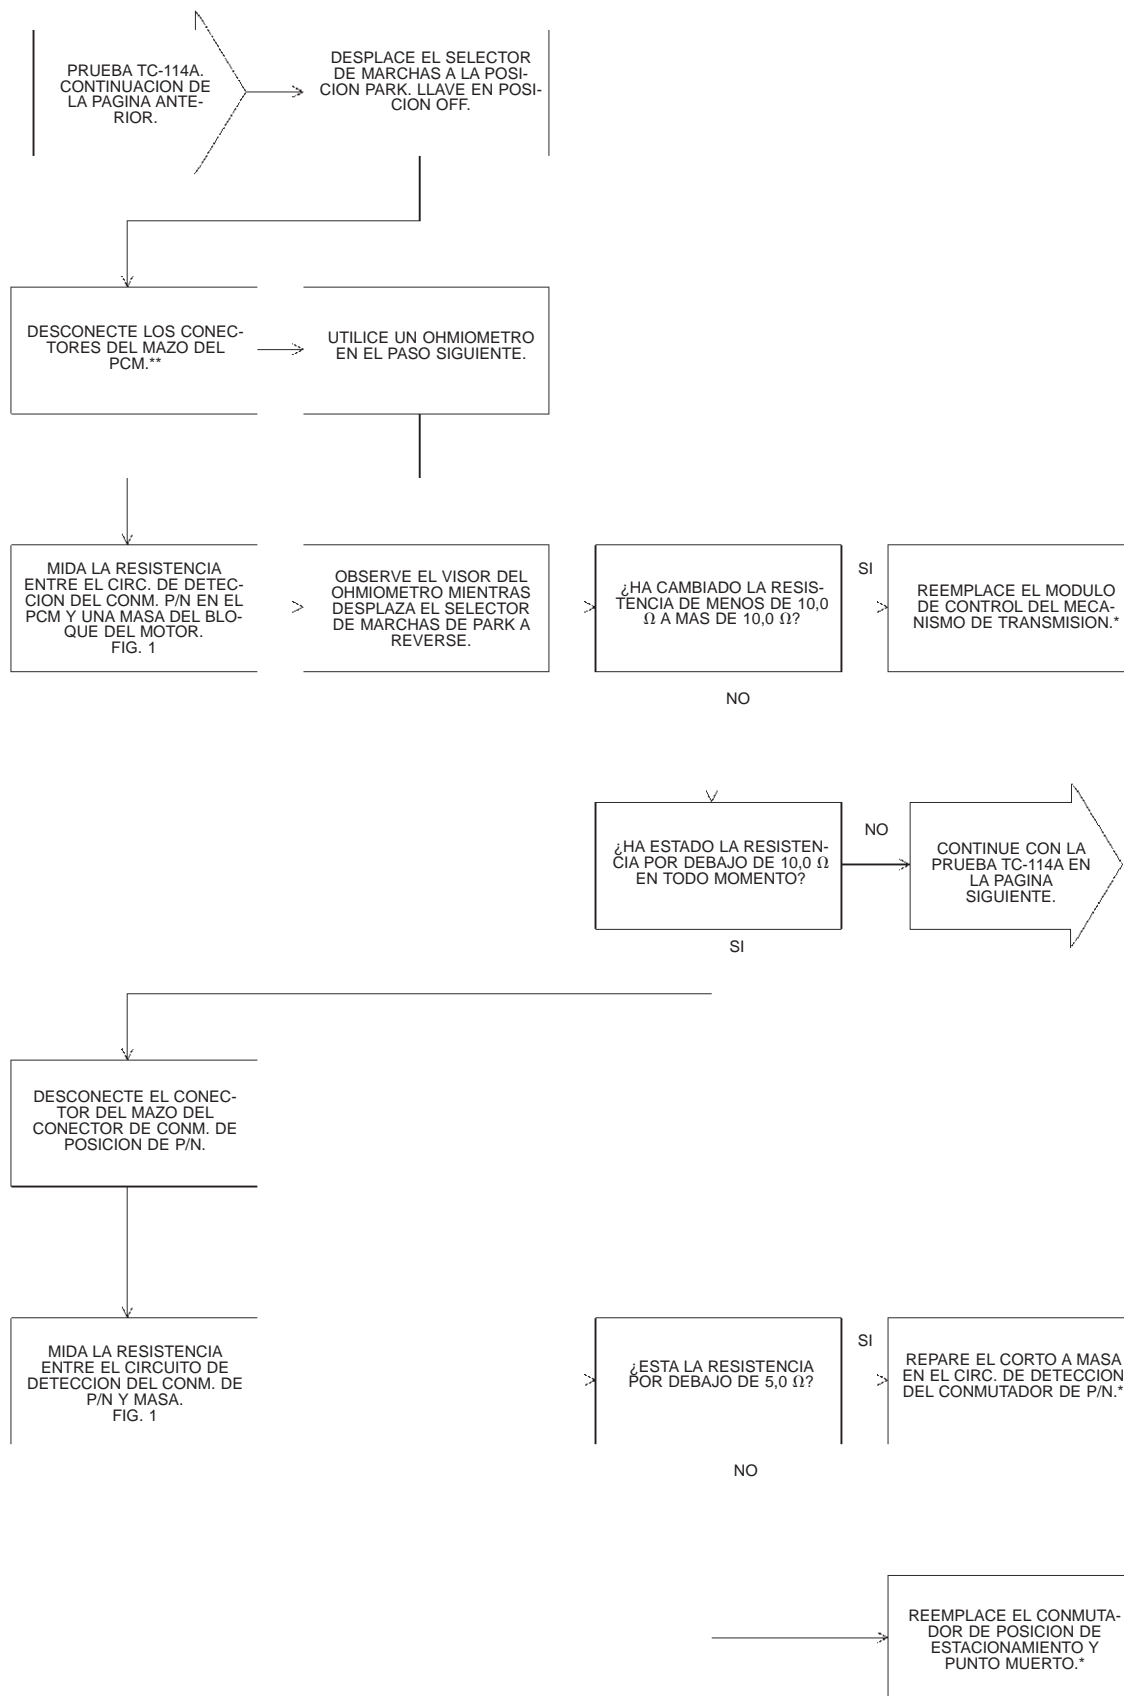 PRUEBA TC-114A.
CONTINUACION DE
LA PAGINA ANTE-
RIOR.
DESPLACE EL SELECTOR
DE MARCHAS A LA POSI-
CION PARK. LLAVE EN POSI-
CION OFF.
DESCONECTE LOS CONEC-
TORES DEL MAZO DEL
PCM.**
UTILICE UN OHMIOMETRO
EN EL PASO SIGUIENTE.
MIDA LA RESISTENCIA
ENTRE EL CIRC. DE DETEC-
CION DEL CONM. P/N EN EL
PCM Y UNA MASA DEL BLO-
QUE DEL MOTOR.
FIG. 1
OBSERVE EL VISOR DEL
OHMIOMETRO MIENTRAS
DESPLAZA EL SELECTOR
DE MARCHAS DE PARK A
REVERSE.
¿HA CAMBIADO LA RESIS-
TENCIA DE MENOS DE 10,0
Ω A MAS DE 10,0 Ω?
SI
REEMPLACE EL MODULO
DE CONTROL DEL MECA-
NISMO DE TRANSMISION.*
NO
¿HA ESTADO LA RESISTEN-
CIA POR DEBAJO DE 10,0 Ω
EN TODO MOMENTO?
NO
CONTINUE CON LA
PRUEBA TC-114A EN
LA PAGINA
SIGUIENTE.
SI
DESCONECTE EL CONEC-
TOR DEL MAZO DEL
CONECTOR DE CONM. DE
POSICION DE P/N.
MIDA LA RESISTENCIA
ENTRE EL CIRCUITO DE
DETECCION DEL CONM. DE
P/N Y MASA.
FIG. 1
¿ESTA LA RESISTENCIA
POR DEBAJO DE 5,0 Ω?
SI
REPARE EL CORTO A MASA
EN EL CIRC. DE DETECCION
DEL CONMUTADOR DE P/N.*
NO
REEMPLACE EL CONMUTA-
DOR DE POSICION DE
ESTACIONAMIENTO Y
PUNTO MUERTO.*